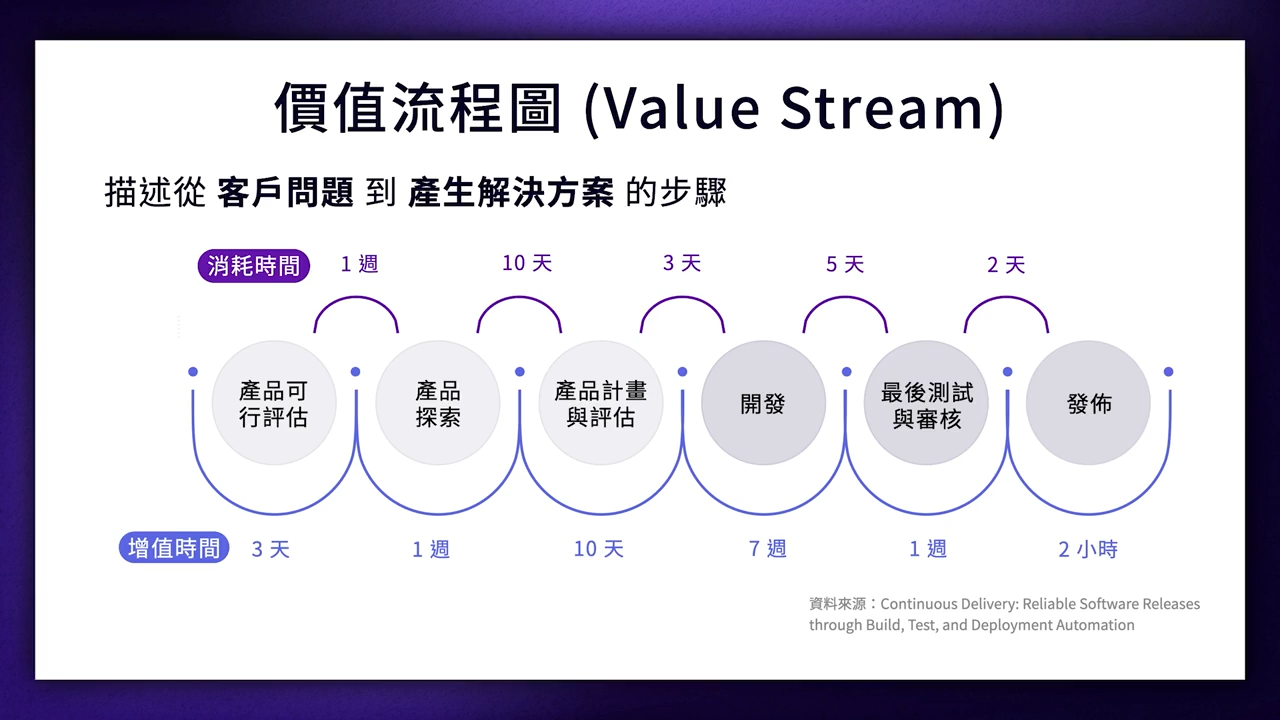 價值流程圖 (Value Stream)
描述從 客戶問題 到 產生解決方案 的步驟
消耗時間 1 週 10 天 3 天 5 天 2 天
產品可
行評估
產品
探索
產品計畫
與評估
開發
最後測試
與審核
發佈
增值時間 3 天 1 週 10 天 7 週 1 週 2 小時
資料來源：Continuous Delivery: Reliable Software Releases
through Build, Test, and Deployment Automation